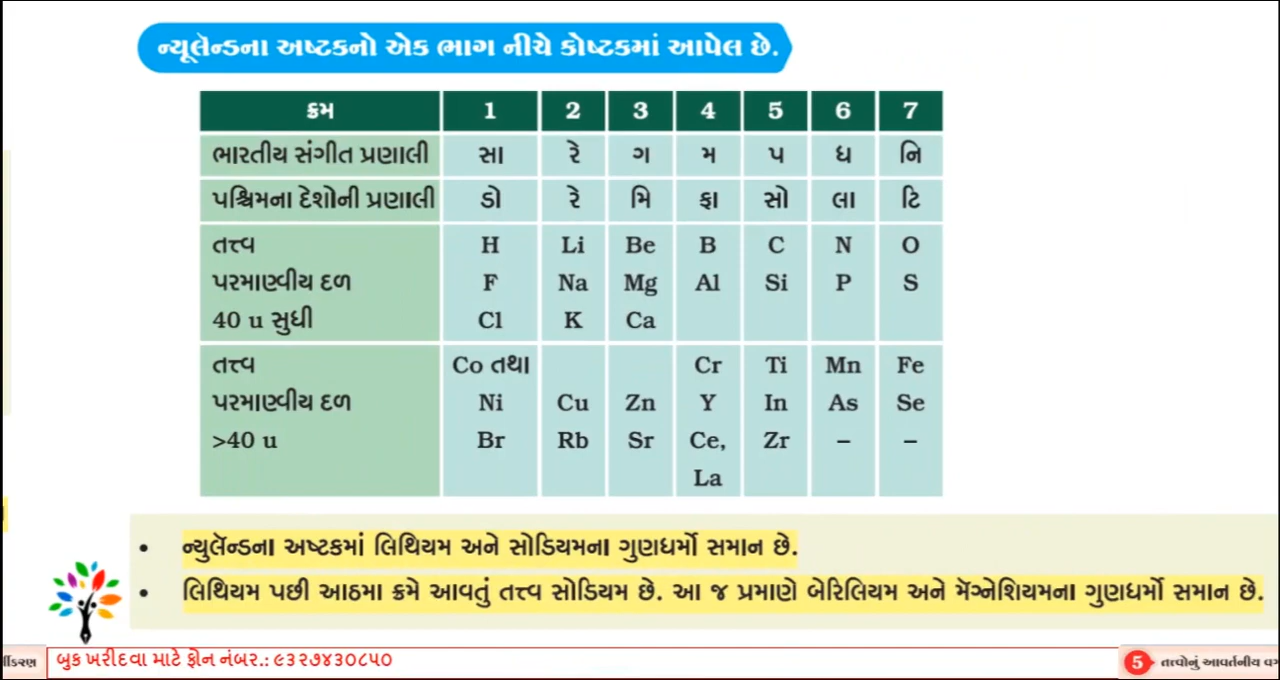 ન્યૂલૅન્ડના અષ્ટકનો એક ભાગ નીચે કોષ્ટકમાં આપેલ છે.
ક્રમ 1 2 3 4 5 6 7
ભારતીય સંગીત પ્રણાલી સા રે ગ મ પ ધ નિ
પશ્ચિમના દેશોની પ્રણાલી ડો રે મિ ફા સો લા ટિ
તત્ત્વ H Li Be B C N O
પરમાણ્વીય દળ F Na Mg Al Si P S
40 u સુધી Cl K Ca
તત્ત્વ Co તથા Cr Ti Mn Fe
પરમાણ્વીય દળ Ni Cu Zn Y In As Se
>40 u Br Rb Sr Ce, Zr – –
La
• ન્યુલૅન્ડના અષ્ટકમાં લિથિયમ અને સોડિયમના ગુણધર્મો સમાન છે.
• લિથિયમ પછી આઠમા ક્રમે આવતું તત્ત્વ સોડિયમ છે. આ જ પ્રમાણે બેરિલિયમ અને મૅગ્નેશિયમના ગુણધર્મો સમાન છે.
બુક ખરીદવા માટે ફોન નંબર.: ૯૩૨૭૪૩૦૮૫૦
5 તત્ત્વોનું આવર્તનીય